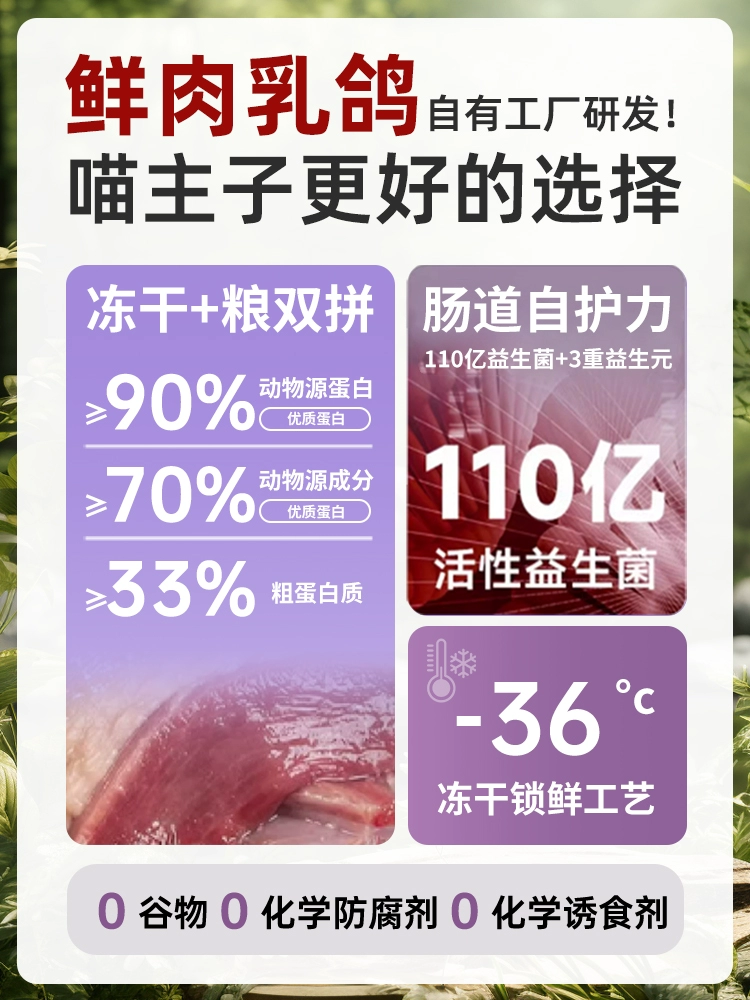 鲜肉乳鸽自有工厂研发！
喵主子更好的选择
冻干+粮双拼
≥90%动物源蛋白
优质蛋白
≥70%动物源成分
优质蛋白
≥33%粗蛋白质
肠道自护力
110亿益生菌+3重益生元
110亿
活性益生菌
-36°C
冻干锁鲜工艺
0谷物 0化学防腐剂 0化学诱食剂